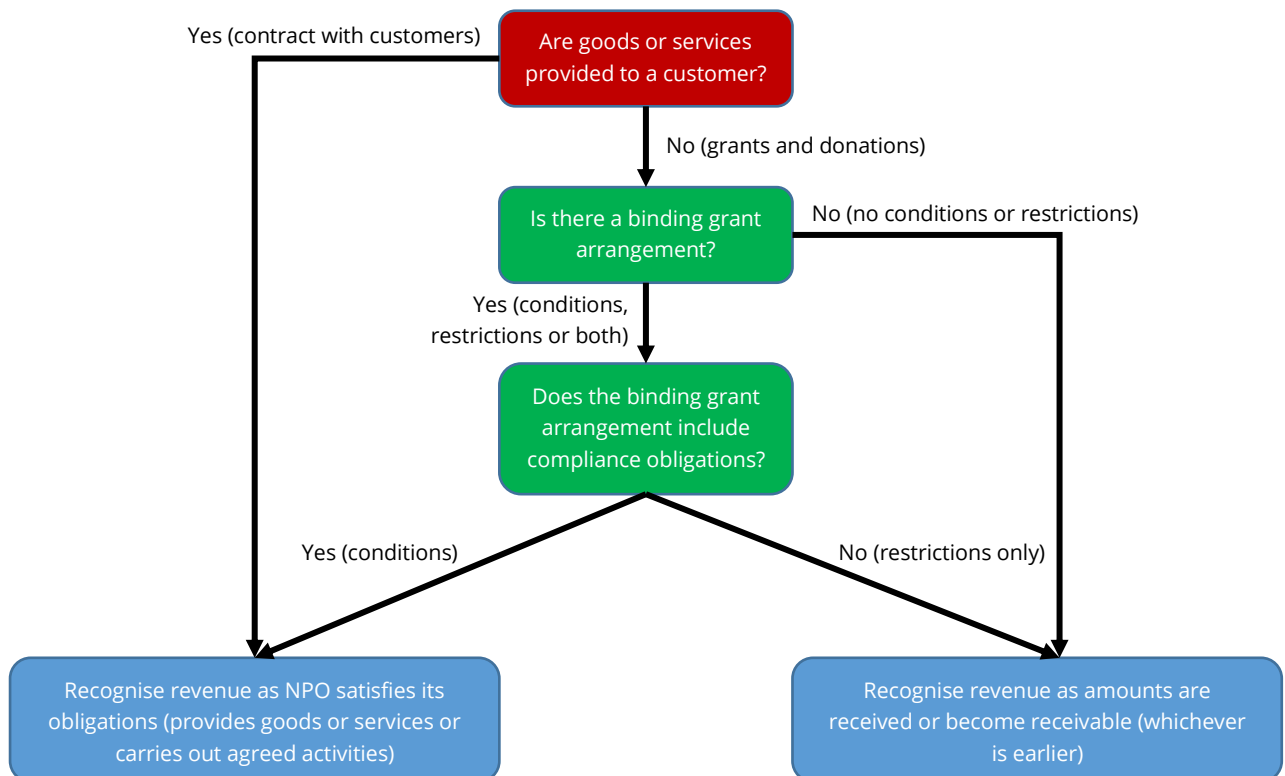 Yes (contract with customers)
Are goods or services
provided to a customer?
No (grants and donations)
Is there a binding grant
arrangement?
No (no conditions or restrictions)
Yes (conditions,
restrictions or both)
Does the binding grant
arrangement include
compliance obligations?
Yes (conditions)
No (restrictions only)
Recognise revenue as NPO satisfies its
obligations (provides goods or services or
carries out agreed activities)
Recognise revenue as amounts are
received or become receivable (whichever
is earlier)